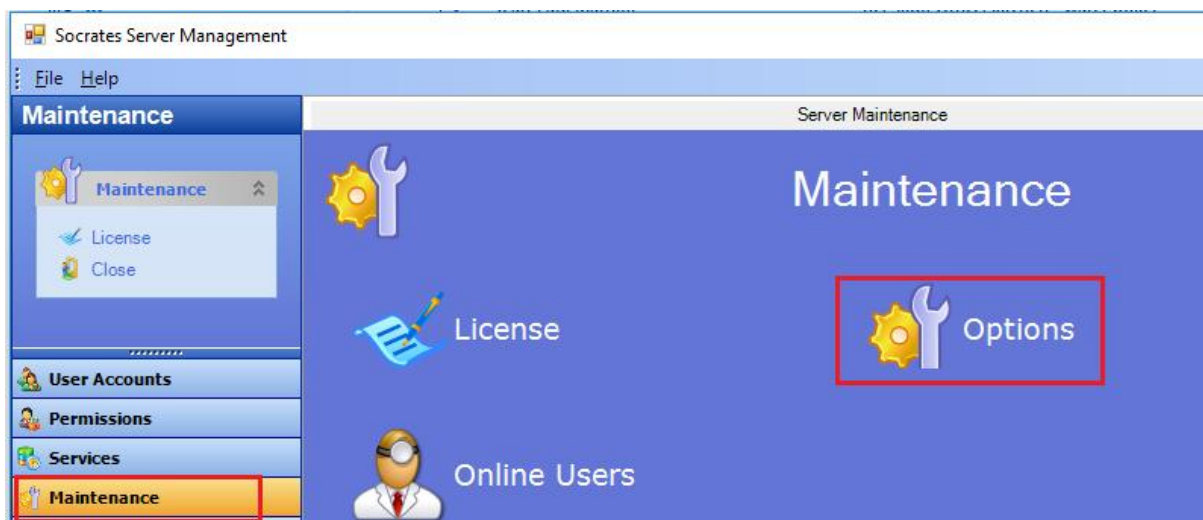 Socrates Server Management
File Help
Maintenance
Server Maintenance
Maintenance
License
Close
Maintenance
License
Options
Online Users
User Accounts
Permissions
Services
Maintenance